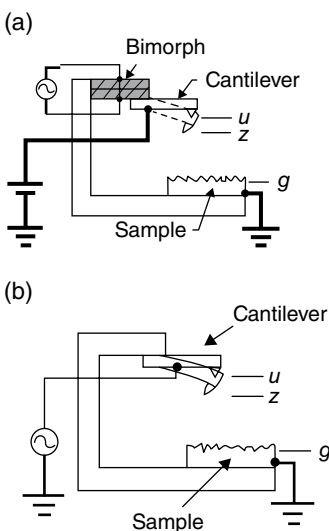 (a)
Bimorph
Cantilever
u
z
g
Sample
(b)
Cantilever
u
z
g
Sample